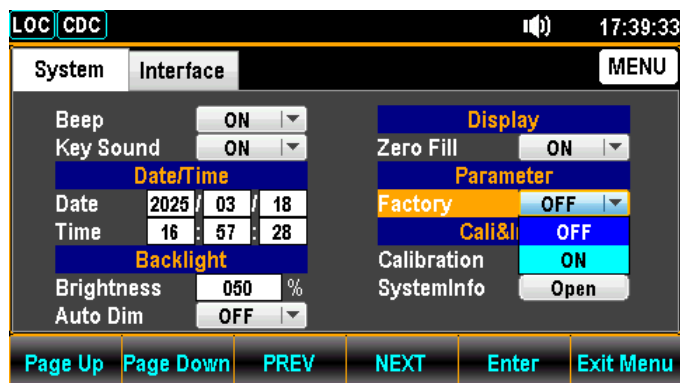 LOC CDC 17:39:33
System Interface MENU
Beep ON
Key Sound ON
Date/Time
Date 2025 / 03 / 18
Time 16 : 57 : 28
Backlight
Brightness 050 %
Auto Dim OFF
Display
Zero Fill ON
Parameter
Factory OFF
OFF
ON
Cali&I
Calibration
SystemInfo Open
Page Up Page Down PREV NEXT Enter Exit Menu